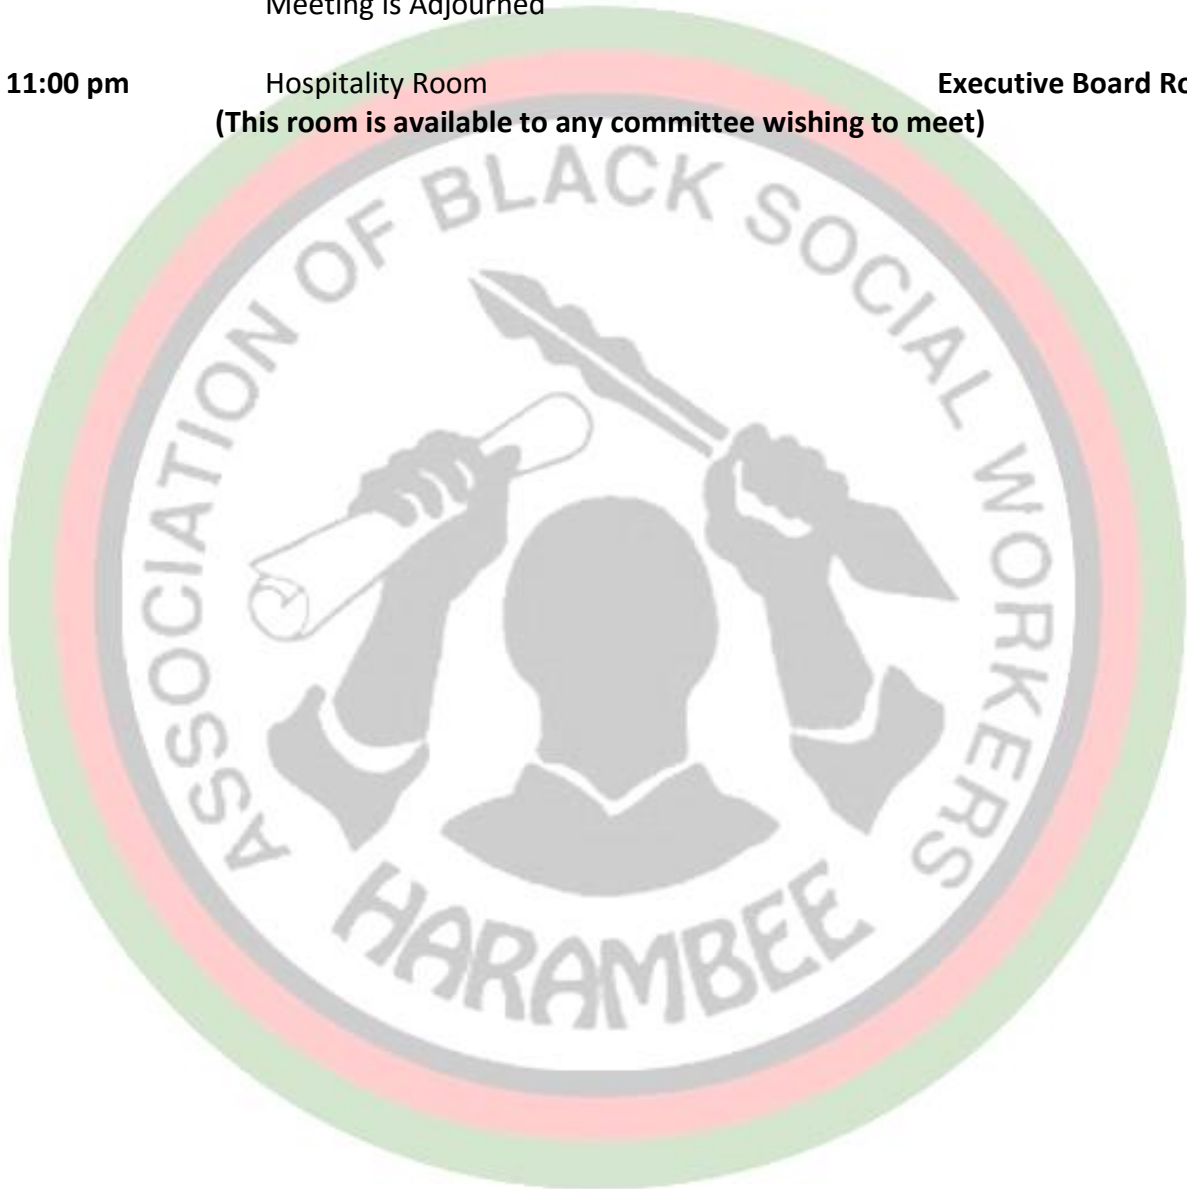 Meeting is Adjourned
11:00 pm Hospitality Room Executive Board
(This room is available to any committee wishing to meet)
ASSOCIATION OF BLACK SOCIAL WORKERS
HARAMBEE